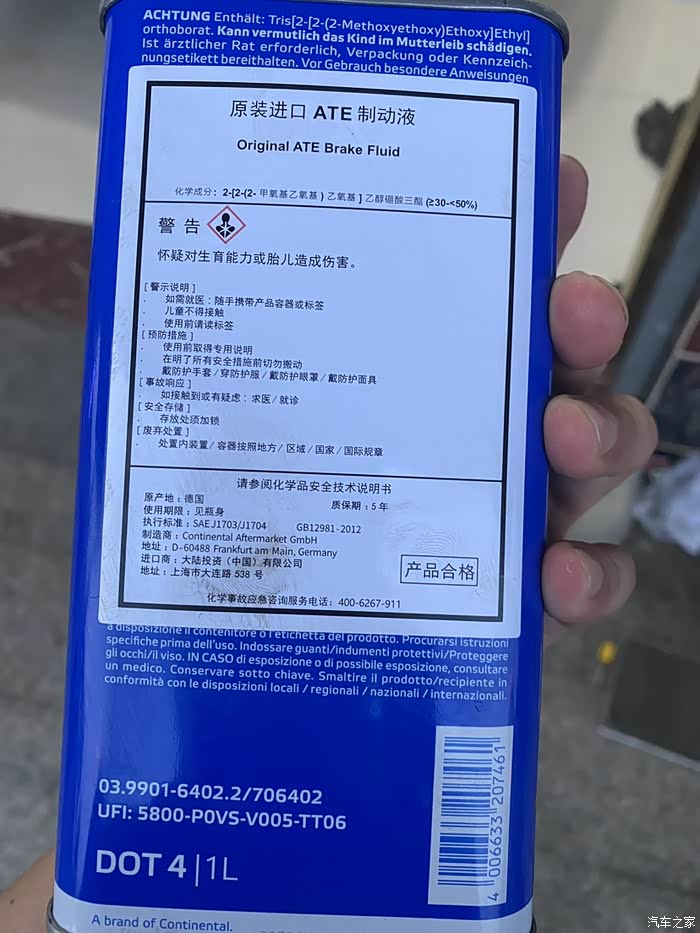 ACHTUNG Enthält: Tris[2-[2-(2-Methoxyethoxy)Ethoxy]Ethyl]
orthoborat. Kann vermutlich das Kind im Mutterleib schädigen.
Ist ärztlicher Rat erforderlich, Verpackung oder Kennzeich-
nungsetikett bereithalten. Vor Gebrauch besondere Anweisungen
原装进口 ATE 制动液
Original ATE Brake Fluid
化学成分：2-[2-(2- 甲氧基乙氧基 ) 乙氧基 ] 乙醇硼酸三酯 (≥30-<50%)
警 告
怀疑对生育能力或胎儿造成伤害。
[ 警示说明 ]
. 如需就医：随手携带产品容器或标签
. 儿童不得接触
. 使用前请读标签
[ 预防措施 ]
. 使用前取得专用说明
. 在明了所有安全措施前切勿搬动
. 戴防护手套 / 穿防护服 / 戴防护眼罩 / 戴防护面具
[ 事故响应 ]
. 如接触到或有疑虑：求医 / 就诊
[ 安全存储 ]
. 存放处须加锁
[ 废弃处置 ]
. 处置内装置 / 容器按照地方 / 区域 / 国家 / 国际规章
请参阅化学品安全技术说明书
原产地：德国
质保期：5 年
使用期限：见瓶身
执行标准：SAE J1703/J1704 GB12981-2012
制造商：Continental Aftermarket GmbH
地址：D-60488 Frankfurt am Main, Germany
进口商：大陆投资（中国）有限公司
地址：上海市大连路 538 号
产品合格
化学事故应急咨询服务电话：400-6267-911
a disposizione il contenitore o l'etichetta del prodotto. Procurarsi istruzioni
specifiche prima dell'uso. Indossare guanti/indumenti protettivi/Proteggere
gli occhi/il viso. IN CASO di esposizione o di possibile esposizione, consultare
un medico. Conservare sotto chiave. Smaltire il prodotto/recipiente in
conformità con le disposizioni locali / regionali / nazionali / internazionali.
03.9901-6402.2/706402
UFI: 5800-P0VS-V005-TT06
DOT 4 | 1L
4 006633 207461
A brand of Continental.
汽车之家